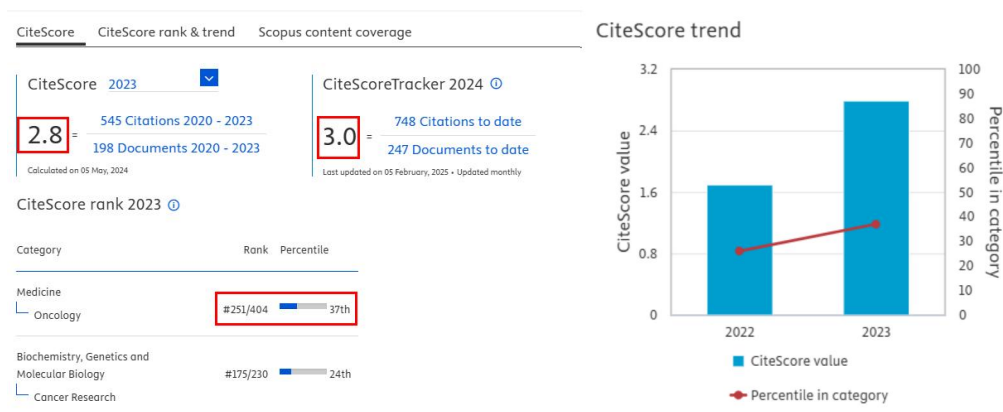 CiteScore CiteScore rank & trend Scopus content coverage
CiteScore 2023
2.8 = 545 Citations 2020 - 2023
198 Documents 2020 - 2023
Calculated on 05 May, 2024
CiteScoreTracker 2024
3.0 = 748 Citations to date
247 Documents to date
Last updated on 05 February, 2025 • Updated monthly
CiteScore rank 2023
Category Rank Percentile
Medicine
Oncology
#251/404 37th
Biochemistry, Genetics and
Molecular Biology
#175/230 24th
Cancer Research
CiteScore trend
CiteScore value
3.2
2.4
1.6
0.8
0
Percentile in category
100
90
80
70
60
50
40
30
20
10
0
2022 2023
CiteScore value
Percentile in category